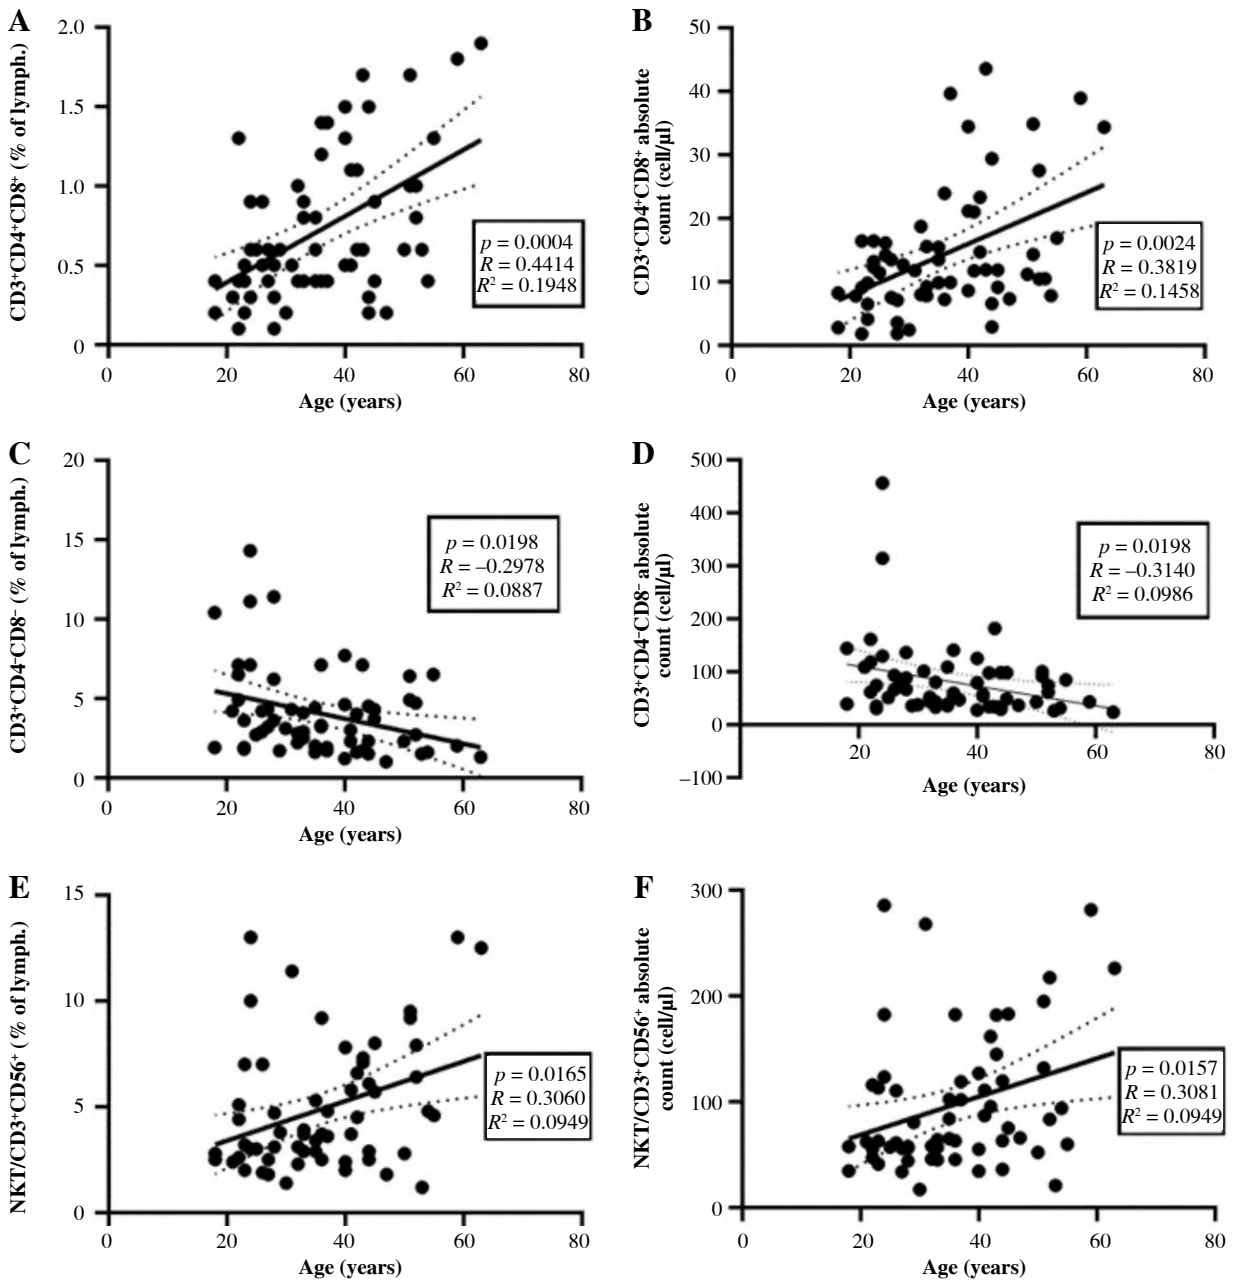 A
CD3⁺CD4⁺CD8⁺ (% of lymph.)
2.0
1.5
1.0
0.5
0
p = 0.0004
R = 0.4414
R² = 0.1948
0 20 40 60 80
Age (years)
B
CD3⁺CD4⁺CD8⁺ absolute
count (cell/µl)
50
40
30
20
10
0
p = 0.0024
R = 0.3819
R² = 0.1458
0 20 40 60 80
Age (years)
C
CD3⁺CD4⁻CD8⁻ (% of lymph.)
20
15
10
5
0
p = 0.0198
R = –0.2978
R² = 0.0887
0 20 40 60 80
Age (years)
D
CD3⁺CD4⁻CD8⁻ absolute
count (cell/µl)
500
400
300
200
100
0
–100
p = 0.0198
R = –0.3140
R² = 0.0986
20 40 60 80
Age (years)
E
NKT/CD3⁺CD56⁺ (% of lymph.)
15
10
5
0
p = 0.0165
R = 0.3060
R² = 0.0949
0 20 40 60 80
Age (years)
F
NKT/CD3⁺CD56⁺ absolute
count (cell/µl)
300
200
100
0
p = 0.0157
R = 0.3081
R² = 0.0949
0 20 40 60 80
Age (years)